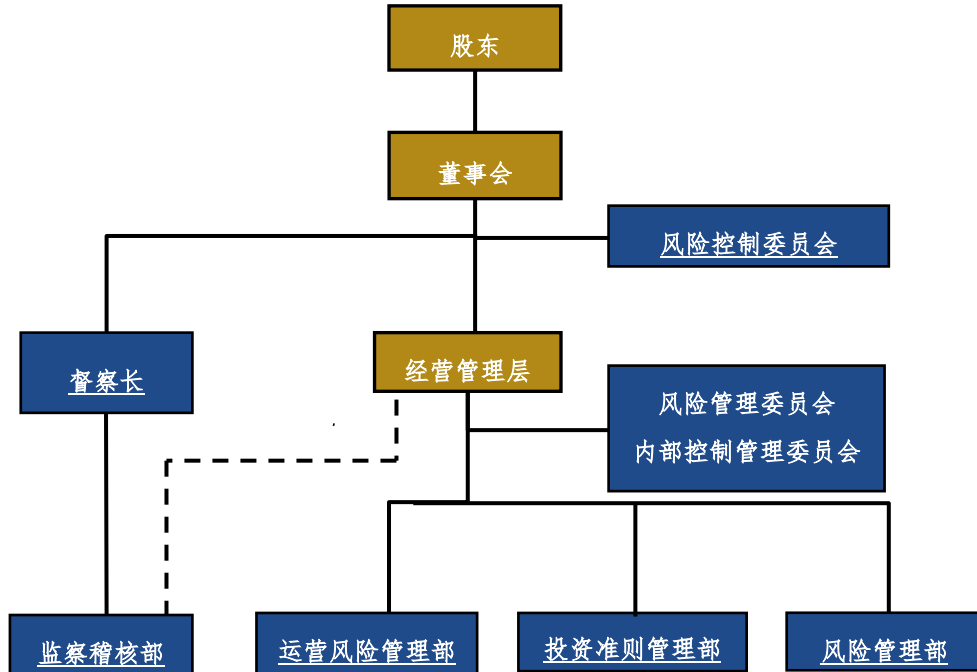 股东
董事会
风险控制委员会
督察长
经营管理层
风险管理委员会
内部控制管理委员会
监察稽核部
运营风险管理部
投资准则管理部
风险管理部